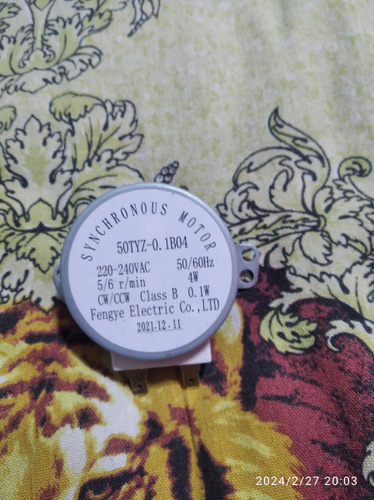 SYNCHRONOUS MOTOR
50TYZ-0.1B04
220-240VAC 50/60Hz
5/6 r/min 4W
CW/CCW Class B 0.1W
Fengye Electric Co.,LTD
2021.12.11
2024/2/27 20:03